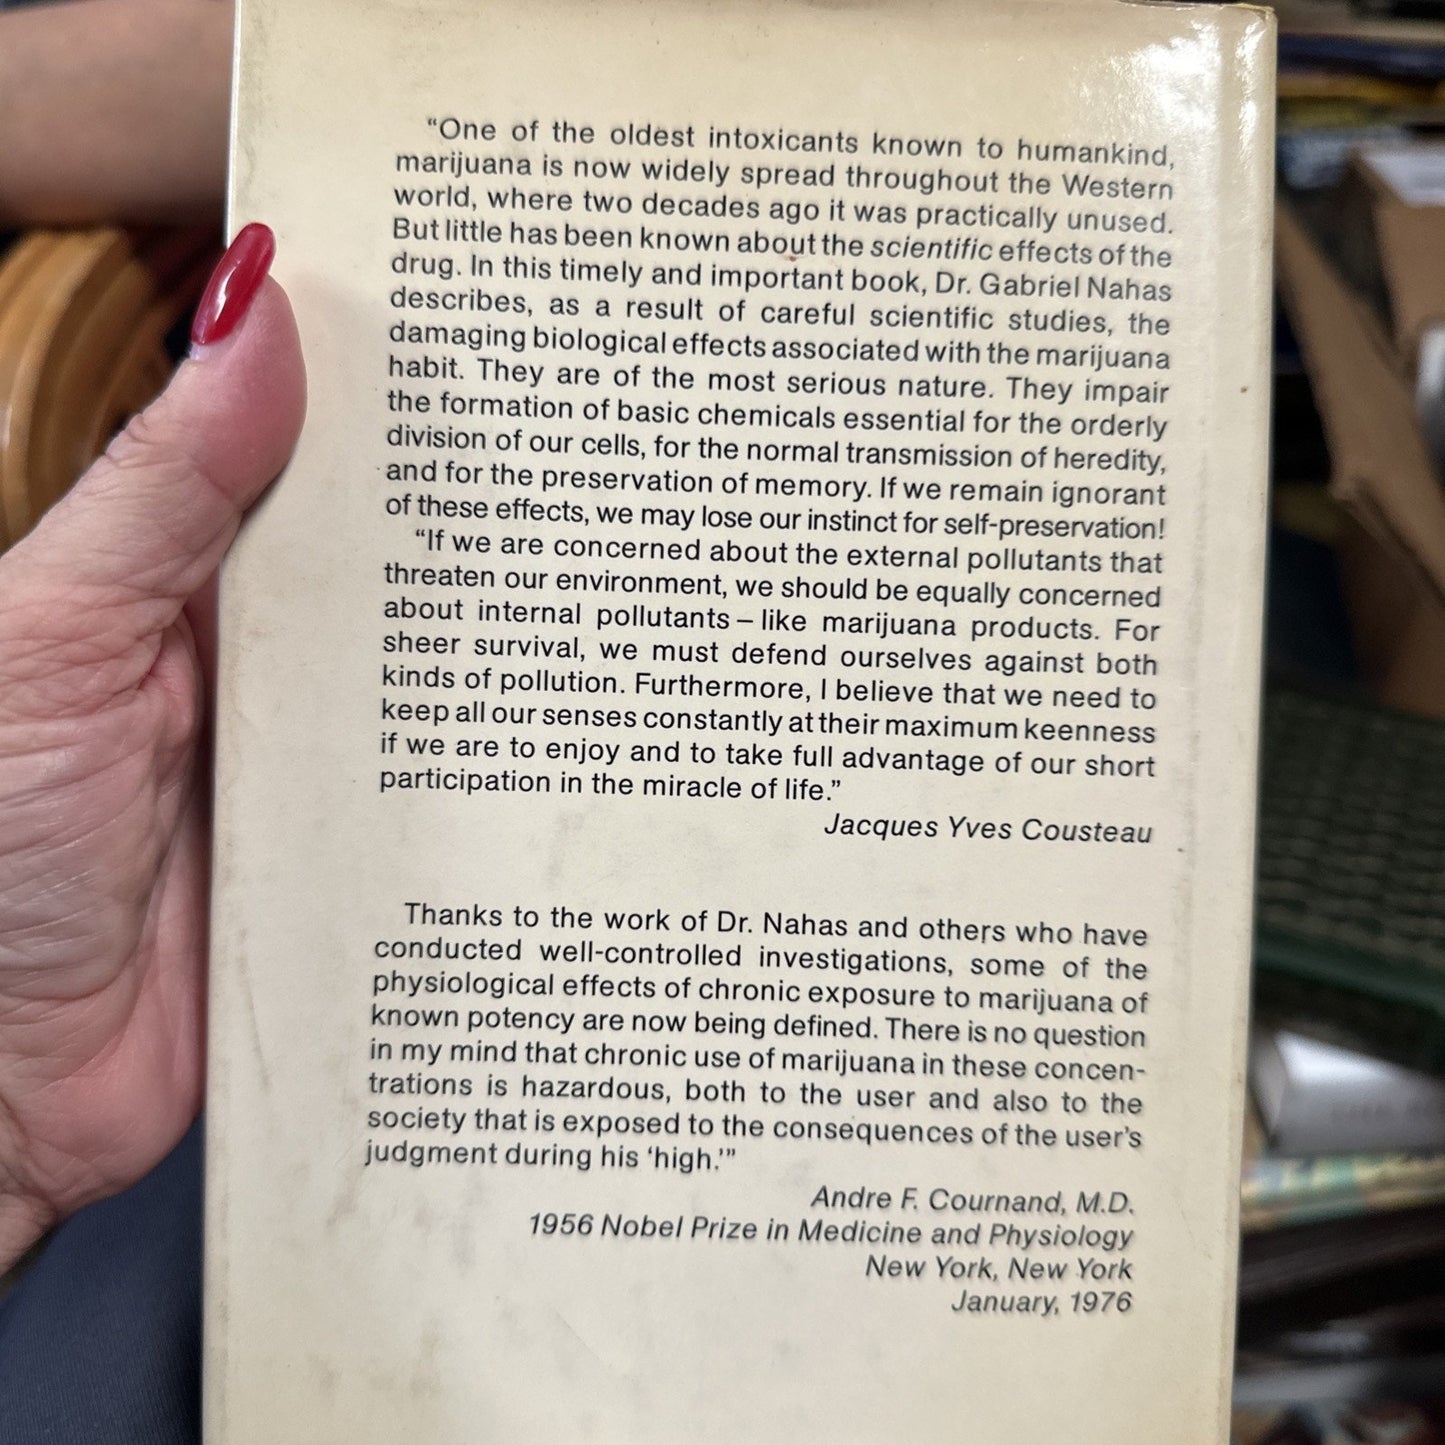 “One of the oldest intoxicants known to humankind,
marijuana is now widely spread throughout the Western
world, where two decades ago it was practically unused.
But little has been known about the scientific effects of the
drug. In this timely and important book, Dr. Gabriel Nahas
describes, as a result of careful scientific studies, the
damaging biological effects associated with the marijuana
habit. They are of the most serious nature. They impair
the formation of basic chemicals essential for the orderly
division of our cells, for the normal transmission of heredity,
and for the preservation of memory. If we remain ignorant
of these effects, we may lose our instinct for self-preservation!
“If we are concerned about the external pollutants that
threaten our environment, we should be equally concerned
about internal pollutants – like marijuana products. For
sheer survival, we must defend ourselves against both
kinds of pollution. Furthermore, I believe that we need to
keep all our senses constantly at their maximum keenness
if we are to enjoy and to take full advantage of our short
participation in the miracle of life.”
Jacques Yves Cousteau
Thanks to the work of Dr. Nahas and others who have
conducted well-controlled investigations, some of the
physiological effects of chronic exposure to marijuana of
known potency are now being defined. There is no question
in my mind that chronic use of marijuana in these concen-
trations is hazardous, both to the user and also to the
society that is exposed to the consequences of the user’s
judgment during his ‘high.’”
Andre F. Cournand, M.D.
1956 Nobel Prize in Medicine and Physiology
New York, New York
January, 1976